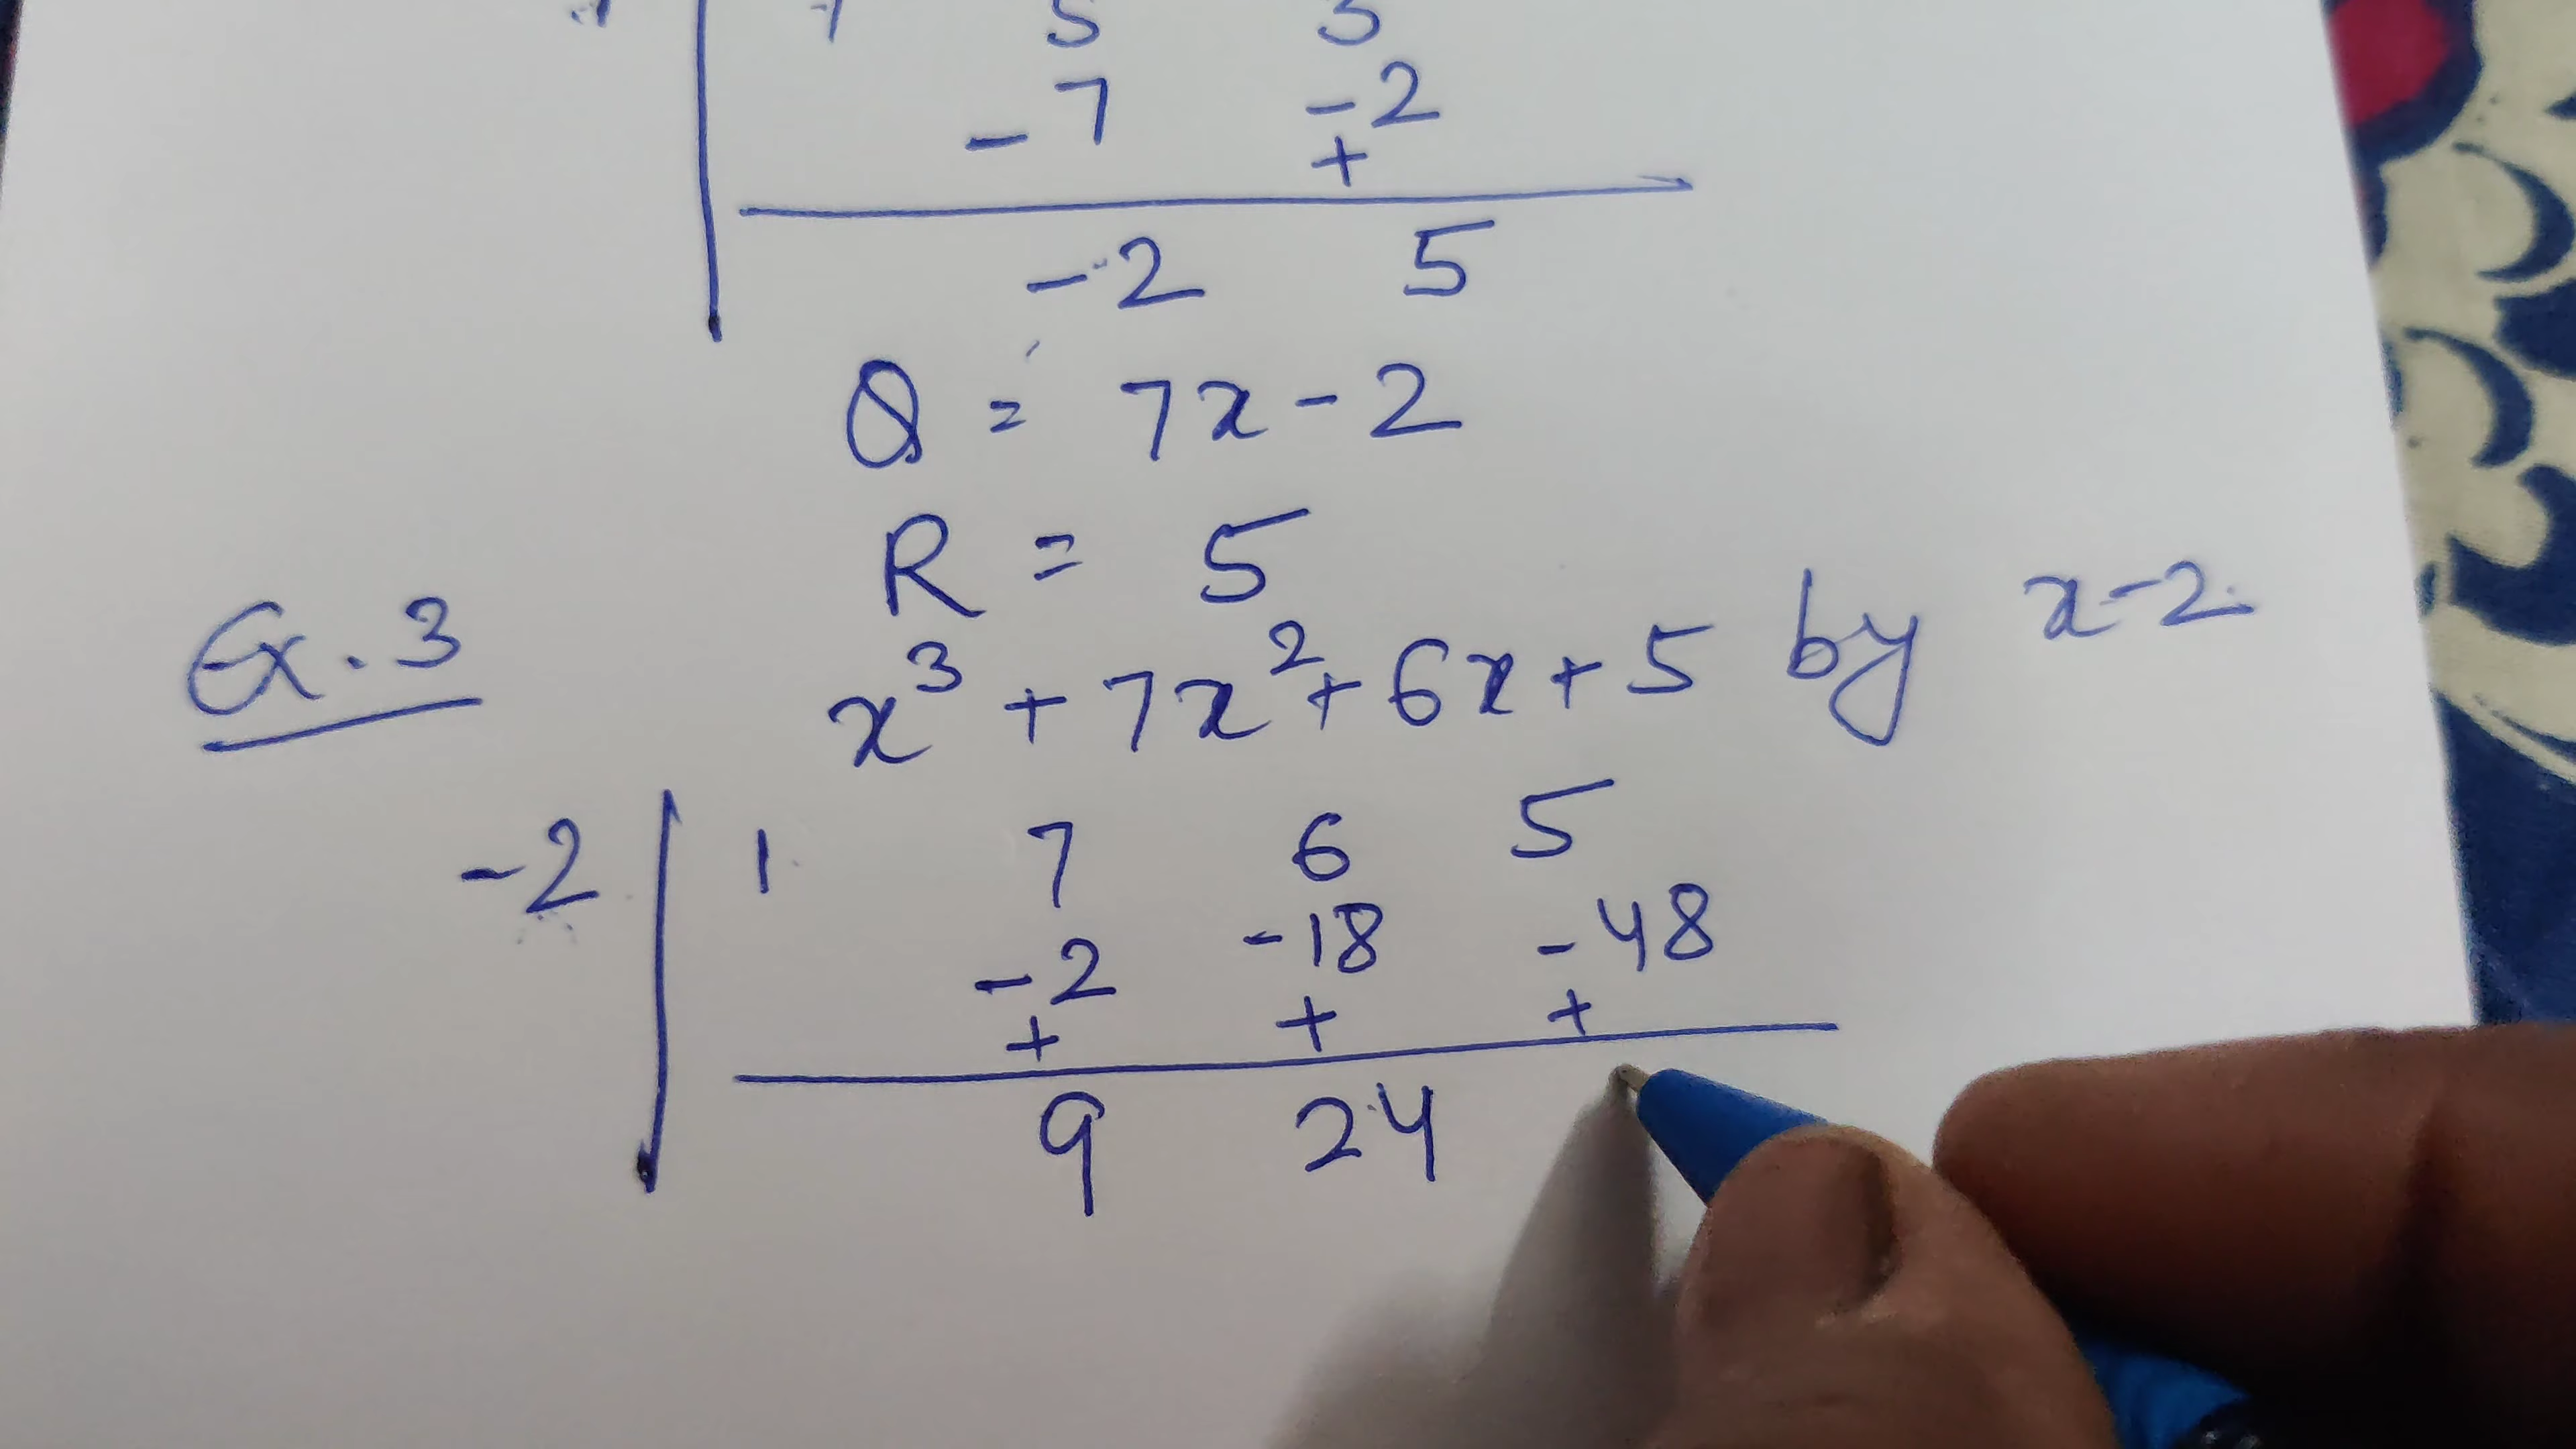 7 5 3
- 7 -2
+
-2 5
Q = 7x - 2
R = 5
Ex. 3 x³ + 7x² + 6x + 5 by x-2
-2 | 1 7 6 5
-2 -18 -48
+ + +
9 24